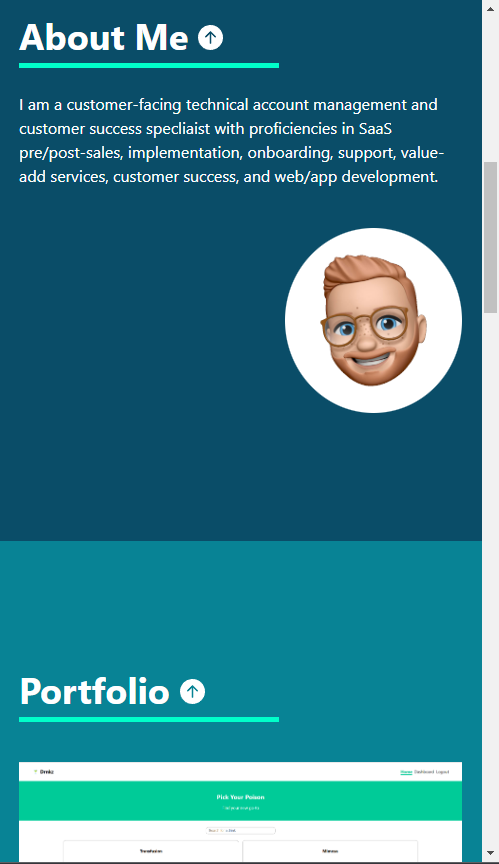 About Me
I am a customer-facing technical account management and
customer success specliaist with proficiencies in SaaS
pre/post-sales, implementation, onboarding, support, value-
add services, customer success, and web/app development.
Portfolio
Drnkz
Home Dashboard Logout
Pick Your Poison
Mimosa